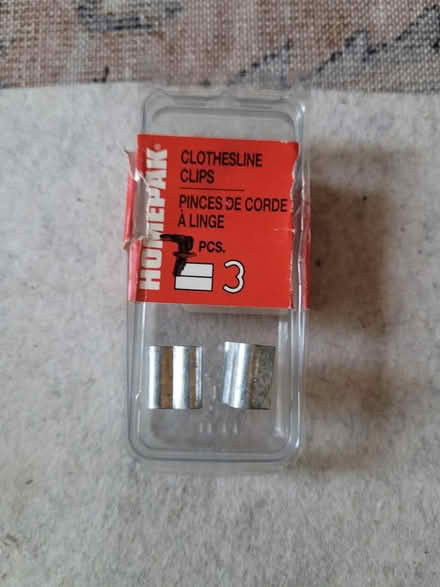 HOMEPAK®
CLOTHESLINE
CLIPS
PINCES DE CORDE
À LINGE
PCS.
3